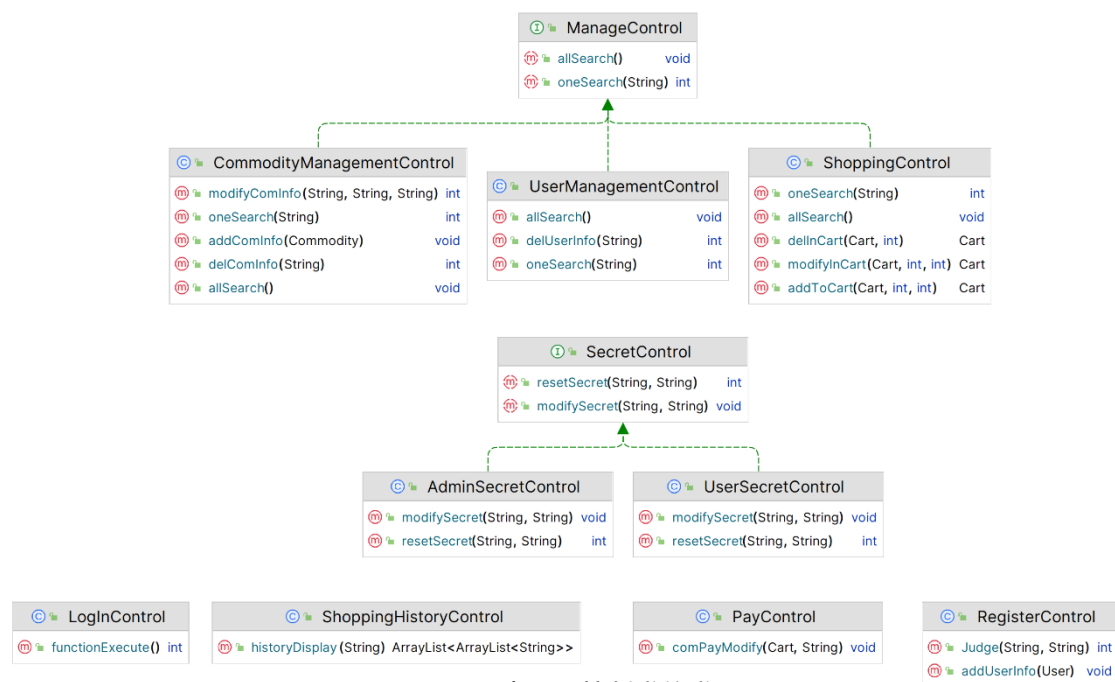 ManageControl
allSearch() void
oneSearch(String) int
CommodityManagementControl
modifyComInfo(String, String, String) int
oneSearch(String) int
addComInfo(Commodity) void
delComInfo(String) int
allSearch() void
UserManagementControl
allSearch() void
delUserInfo(String) int
oneSearch(String) int
ShoppingControl
oneSearch(String) int
allSearch() void
delInCart(Cart, int) Cart
modifyInCart(Cart, int, int) Cart
addToCart(Cart, int, int) Cart
SecretControl
resetSecret(String, String) int
modifySecret(String, String) void
AdminSecretControl
modifySecret(String, String) void
resetSecret(String, String) int
UserSecretControl
modifySecret(String, String) void
resetSecret(String, String) int
LogInControl
functionExecute() int
ShoppingHistoryControl
historyDisplay(String) ArrayList<ArrayList<String>>
PayControl
comPayModify(Cart, String) void
RegisterControl
Judge(String, String) int
addUserInfo(User) void